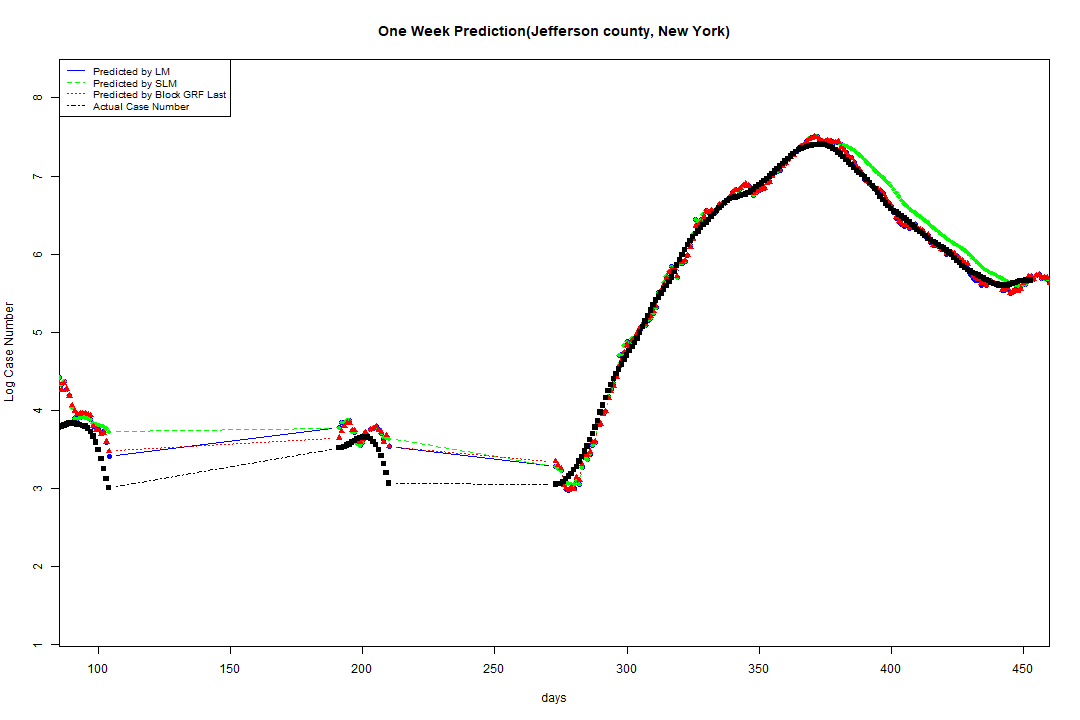 One Week Prediction(Jefferson county, New York)
Predicted by LM
Predicted by SLM
Predicted by Block GRF Last
Actual Case Number
Log Case Number
8
7
6
5
4
3
2
1
100 150 200 250 300 350 400 450
days